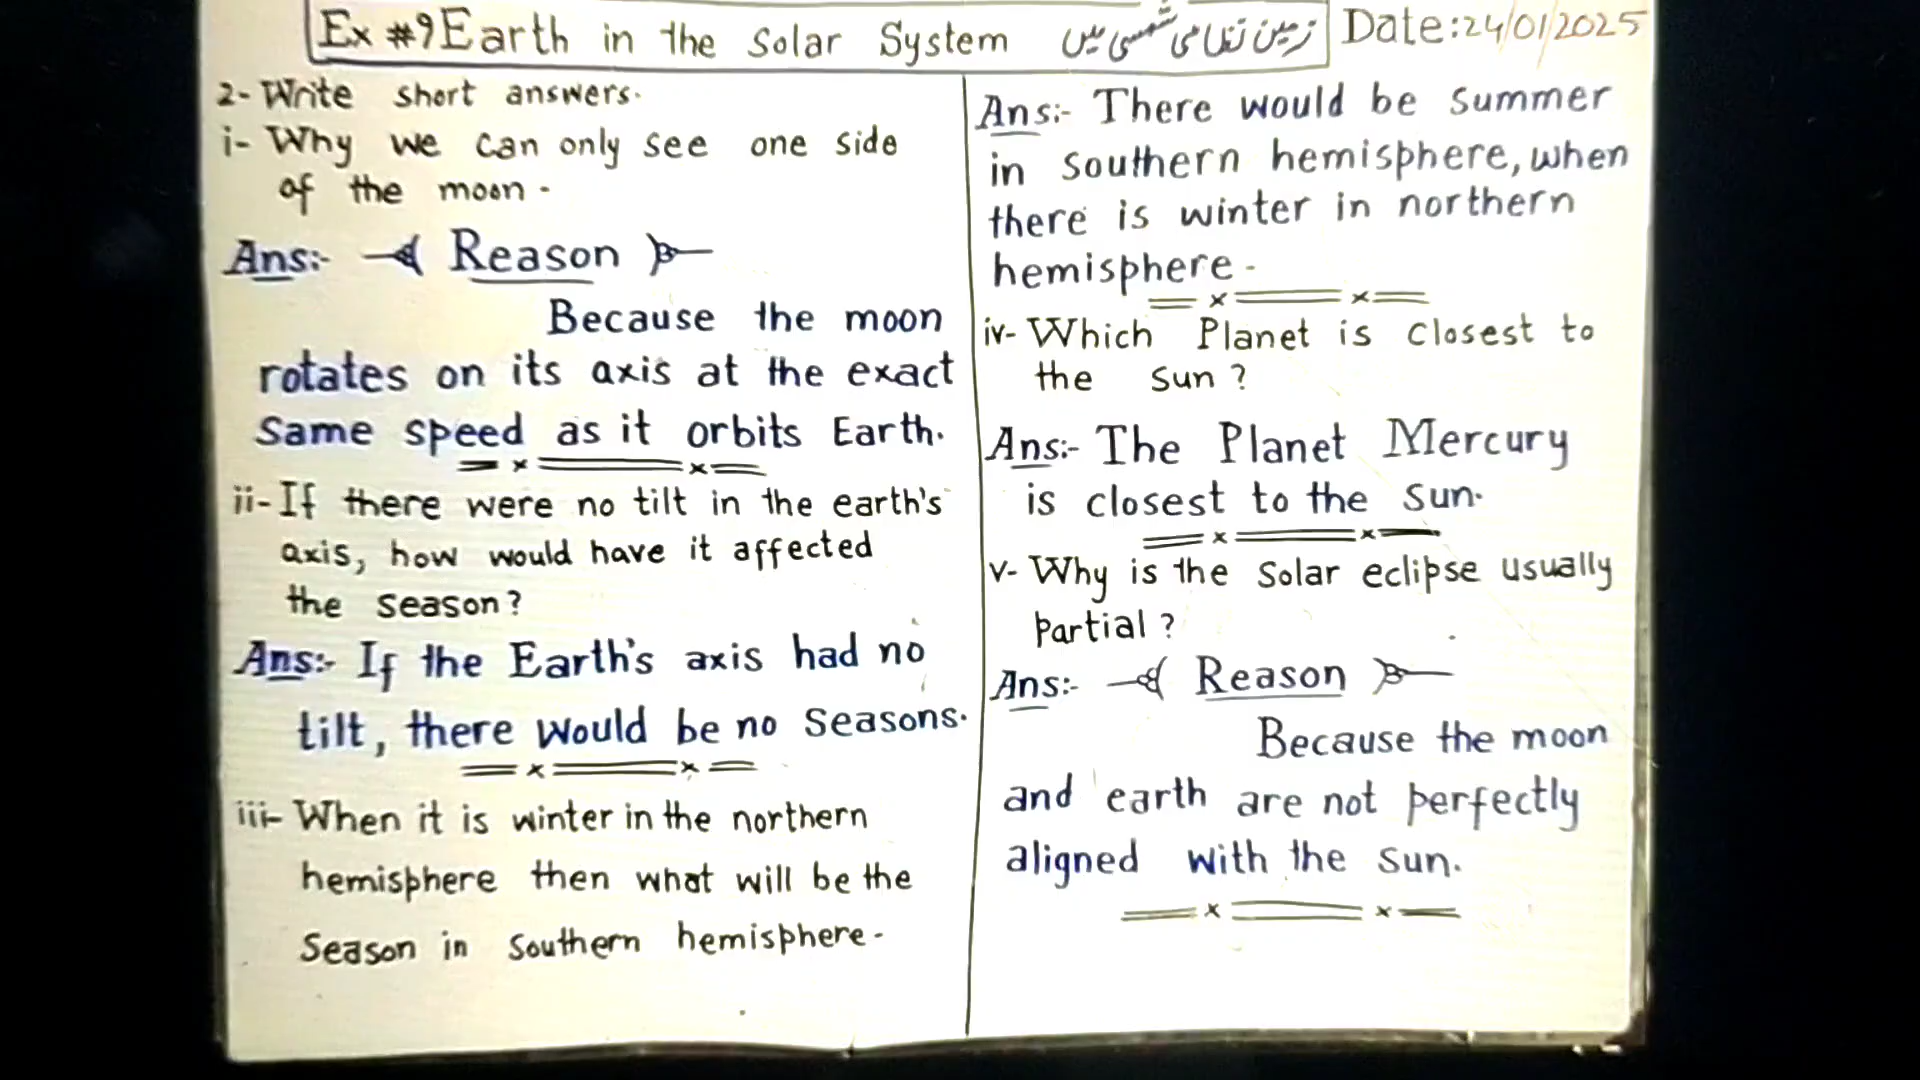 Ex #9 Earth in the Solar System زمین نظام شمسی میں
Date: 24/01/2025
2- Write short answers.
i- Why we can only see one side
of the moon -
Ans:- Reason
Because the moon
rotates on its axis at the exact
Same speed as it orbits Earth.
ii- If there were no tilt in the earth's
axis, how would have it affected
the season?
Ans:- If the Earth's axis had no
tilt, there would be no Seasons.
iii- When it is winter in the northern
hemisphere then what will be the
Season in Southern hemisphere -
Ans:- There would be summer
in southern hemisphere, when
there is winter in northern
hemisphere -
iv- Which Planet is closest to
the sun?
Ans:- The Planet Mercury
is closest to the sun.
v- Why is the solar eclipse usually
partial?
Ans:- Reason
Because the moon
and earth are not perfectly
aligned with the sun.